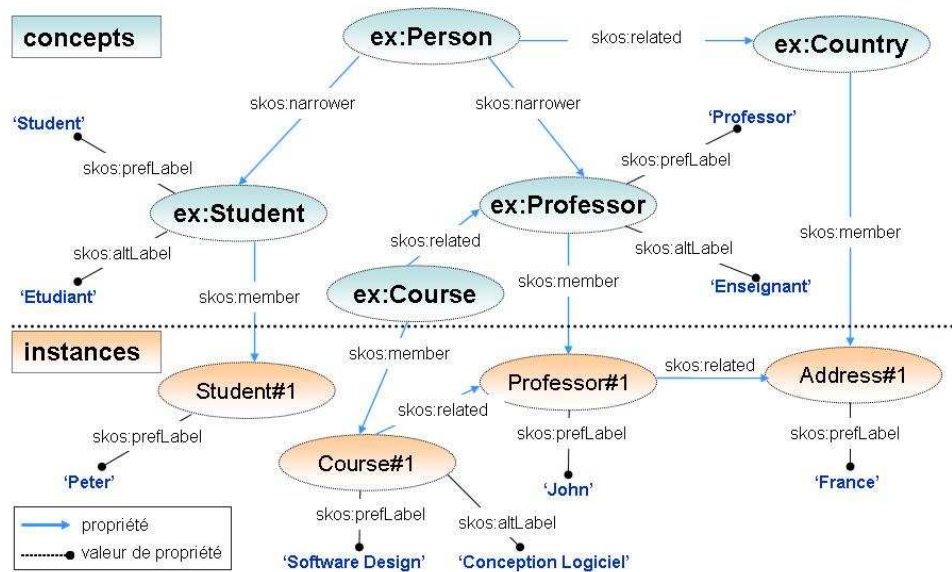 concepts
ex:Person
skos:related
ex:Country
skos:narrower
skos:narrower
'Student'
'Professor'
skos:prefLabel
skos:prefLabel
ex:Student
ex:Professor
skos:member
skos:altLabel
skos:related
skos:altLabel
skos:member
skos:member
'Etudiant'
ex:Course
'Enseignant'
instances
skos:member
skos:related
Student#1
Professor#1
Address#1
skos:related
skos:prefLabel
skos:prefLabel
skos:prefLabel
Course#1
'Peter'
'John'
'France'
skos:prefLabel
skos:altLabel
propriété
valeur de propriété
'Software Design'
'Conception Logiciel'